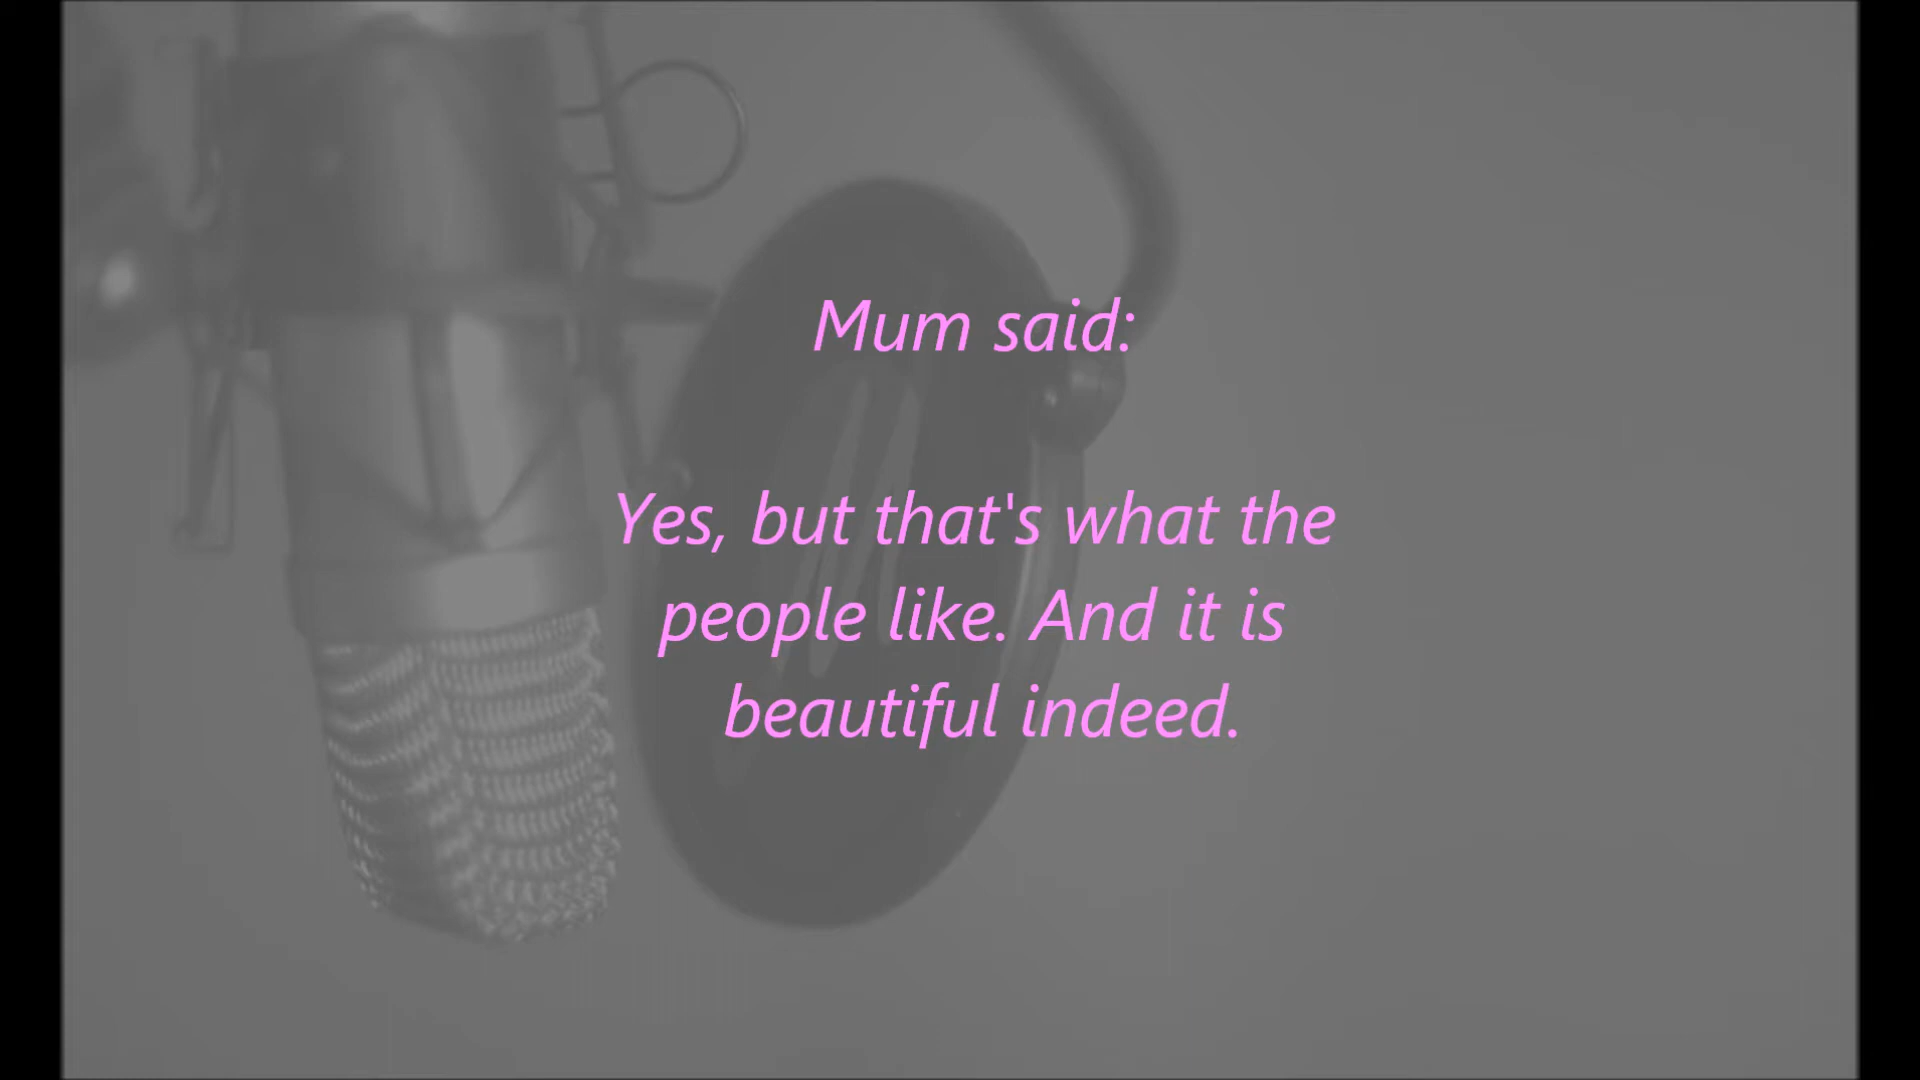 Mum said:
Yes, but that's what the
people like. And it is
beautiful indeed.